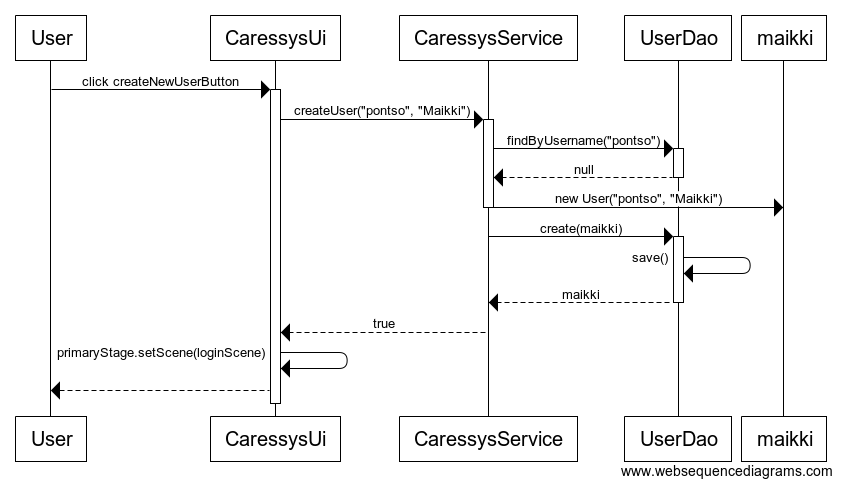 User
CaressysUi
CaressysService
UserDao
maikki
click createNewUserButton
createUser("pontso", "Maikki")
findByUsername("pontso")
null
new User("pontso", "Maikki")
create(maikki)
save()
maikki
true
primaryStage.setScene(loginScene)
User
CaressysUi
CaressysService
UserDao
maikki
www.websequencediagrams.com